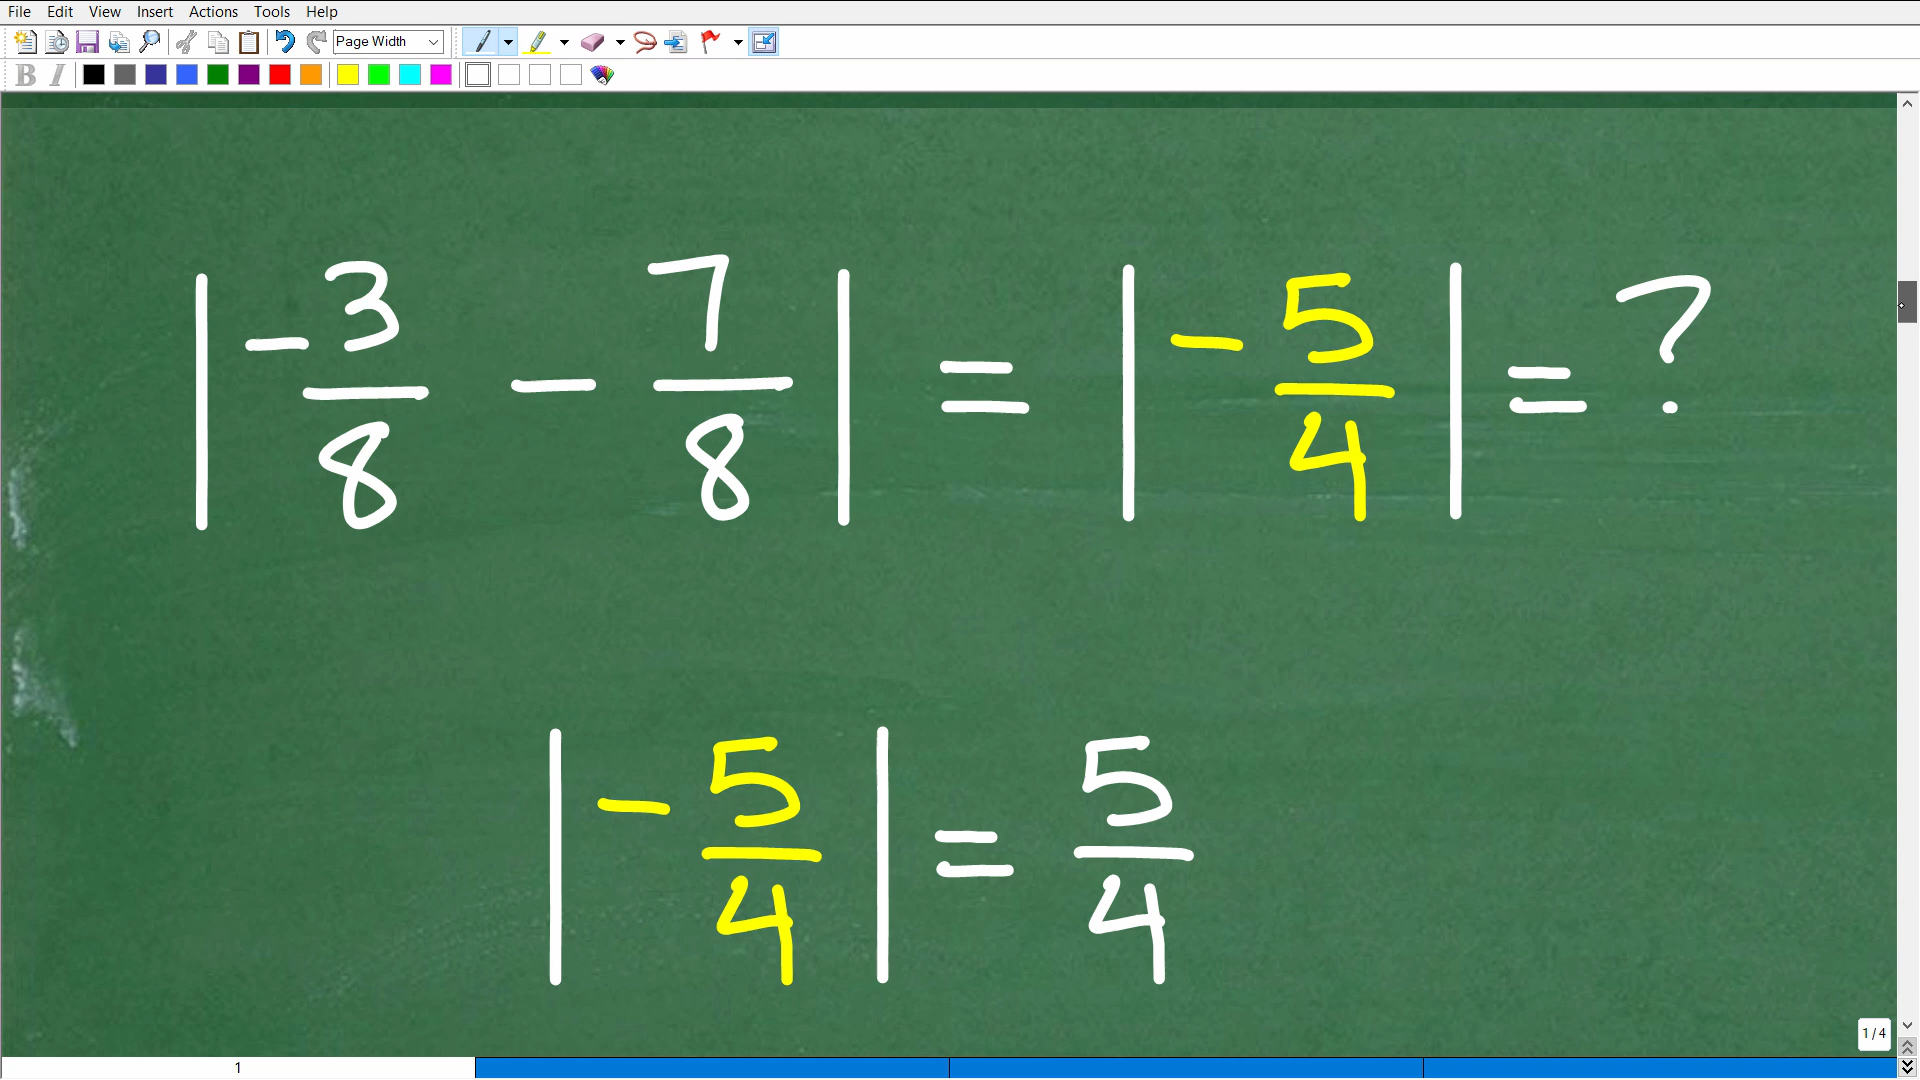 File Edit View Insert Actions Tools Help
Page Width
B I
|-3/8 - 7/8| = |-5/4| = ?
|-5/4| = 5/4
1 / 4
1